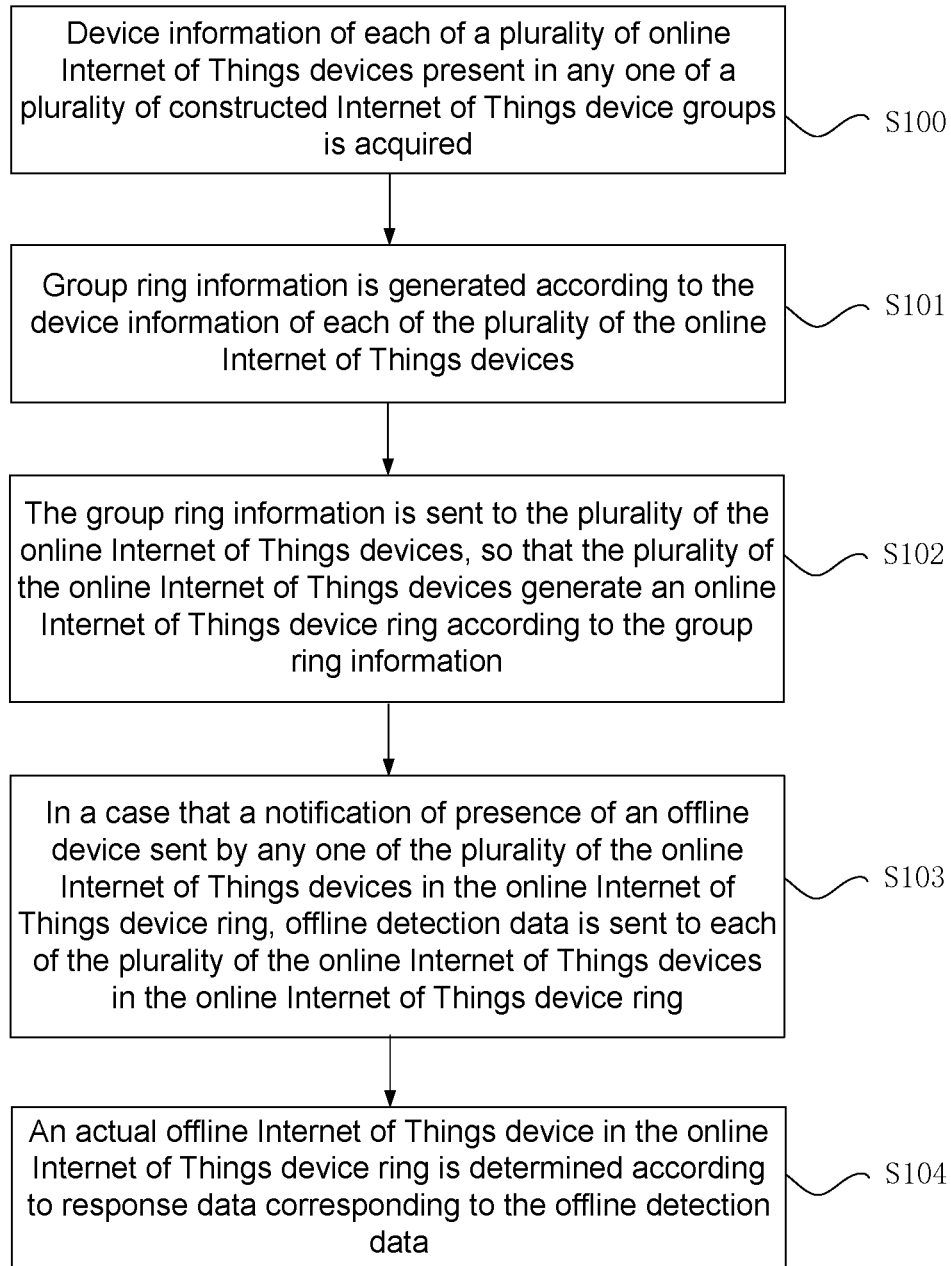 Device information of each of a plurality of online
Internet of Things devices present in any one of a
plurality of constructed Internet of Things device groups
is acquired
S100
Group ring information is generated according to the
device information of each of the plurality of the online
Internet of Things devices
S101
The group ring information is sent to the plurality of the
online Internet of Things devices, so that the plurality of
the online Internet of Things devices generate an online
Internet of Things device ring according to the group
ring information
S102
In a case that a notification of presence of an offline
device sent by any one of the plurality of the online
Internet of Things devices in the online Internet of
Things device ring, offline detection data is sent to each
of the plurality of the online Internet of Things devices
in the online Internet of Things device ring
S103
An actual offline Internet of Things device in the online
Internet of Things device ring is determined according
to response data corresponding to the offline detection
data
S104